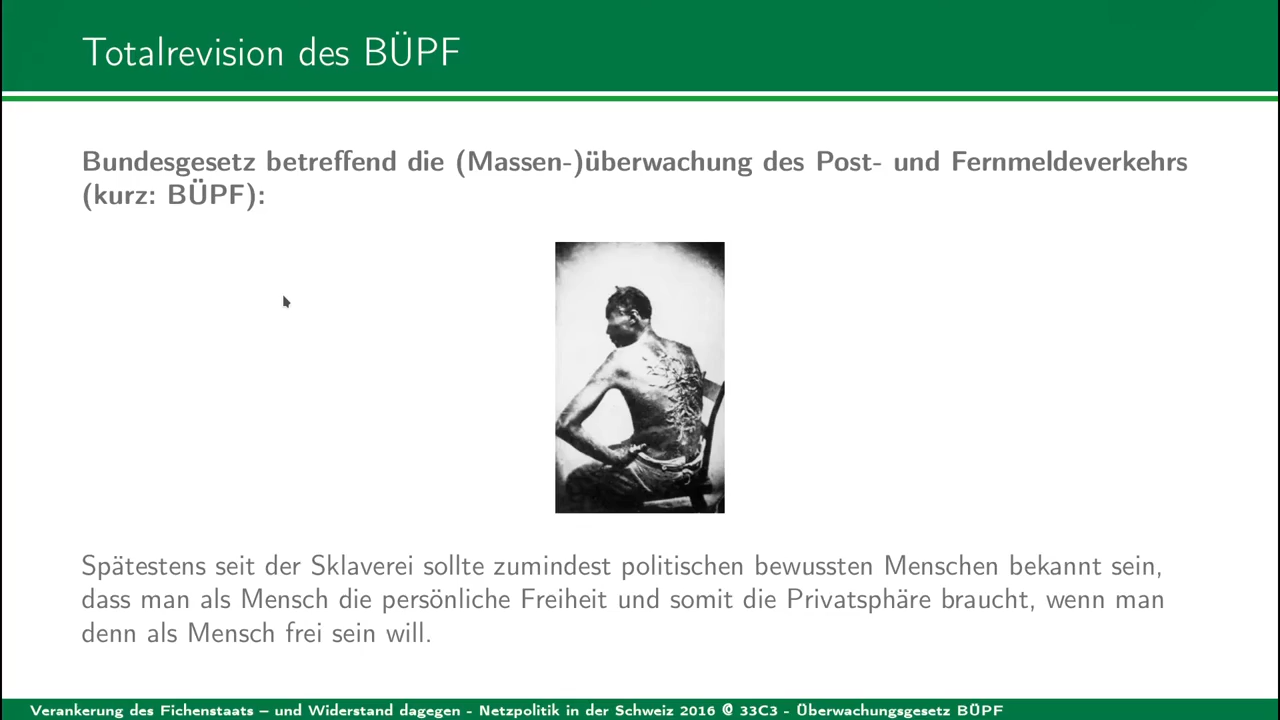 Totalrevision des BÜPF
Bundesgesetz betreffend die (Massen-)überwachung des Post- und Fernmeldeverkehrs
(kurz: BÜPF):
Spätestens seit der Sklaverei sollte zumindest politischen bewussten Menschen bekannt sein,
dass man als Mensch die persönliche Freiheit und somit die Privatsphäre braucht, wenn man
denn als Mensch frei sein will.
Verankerung des Fichenstaats – und Widerstand dagegen - Netzpolitik in der Schweiz 2016 @ 33C3 - Überwachungsgesetz BÜPF